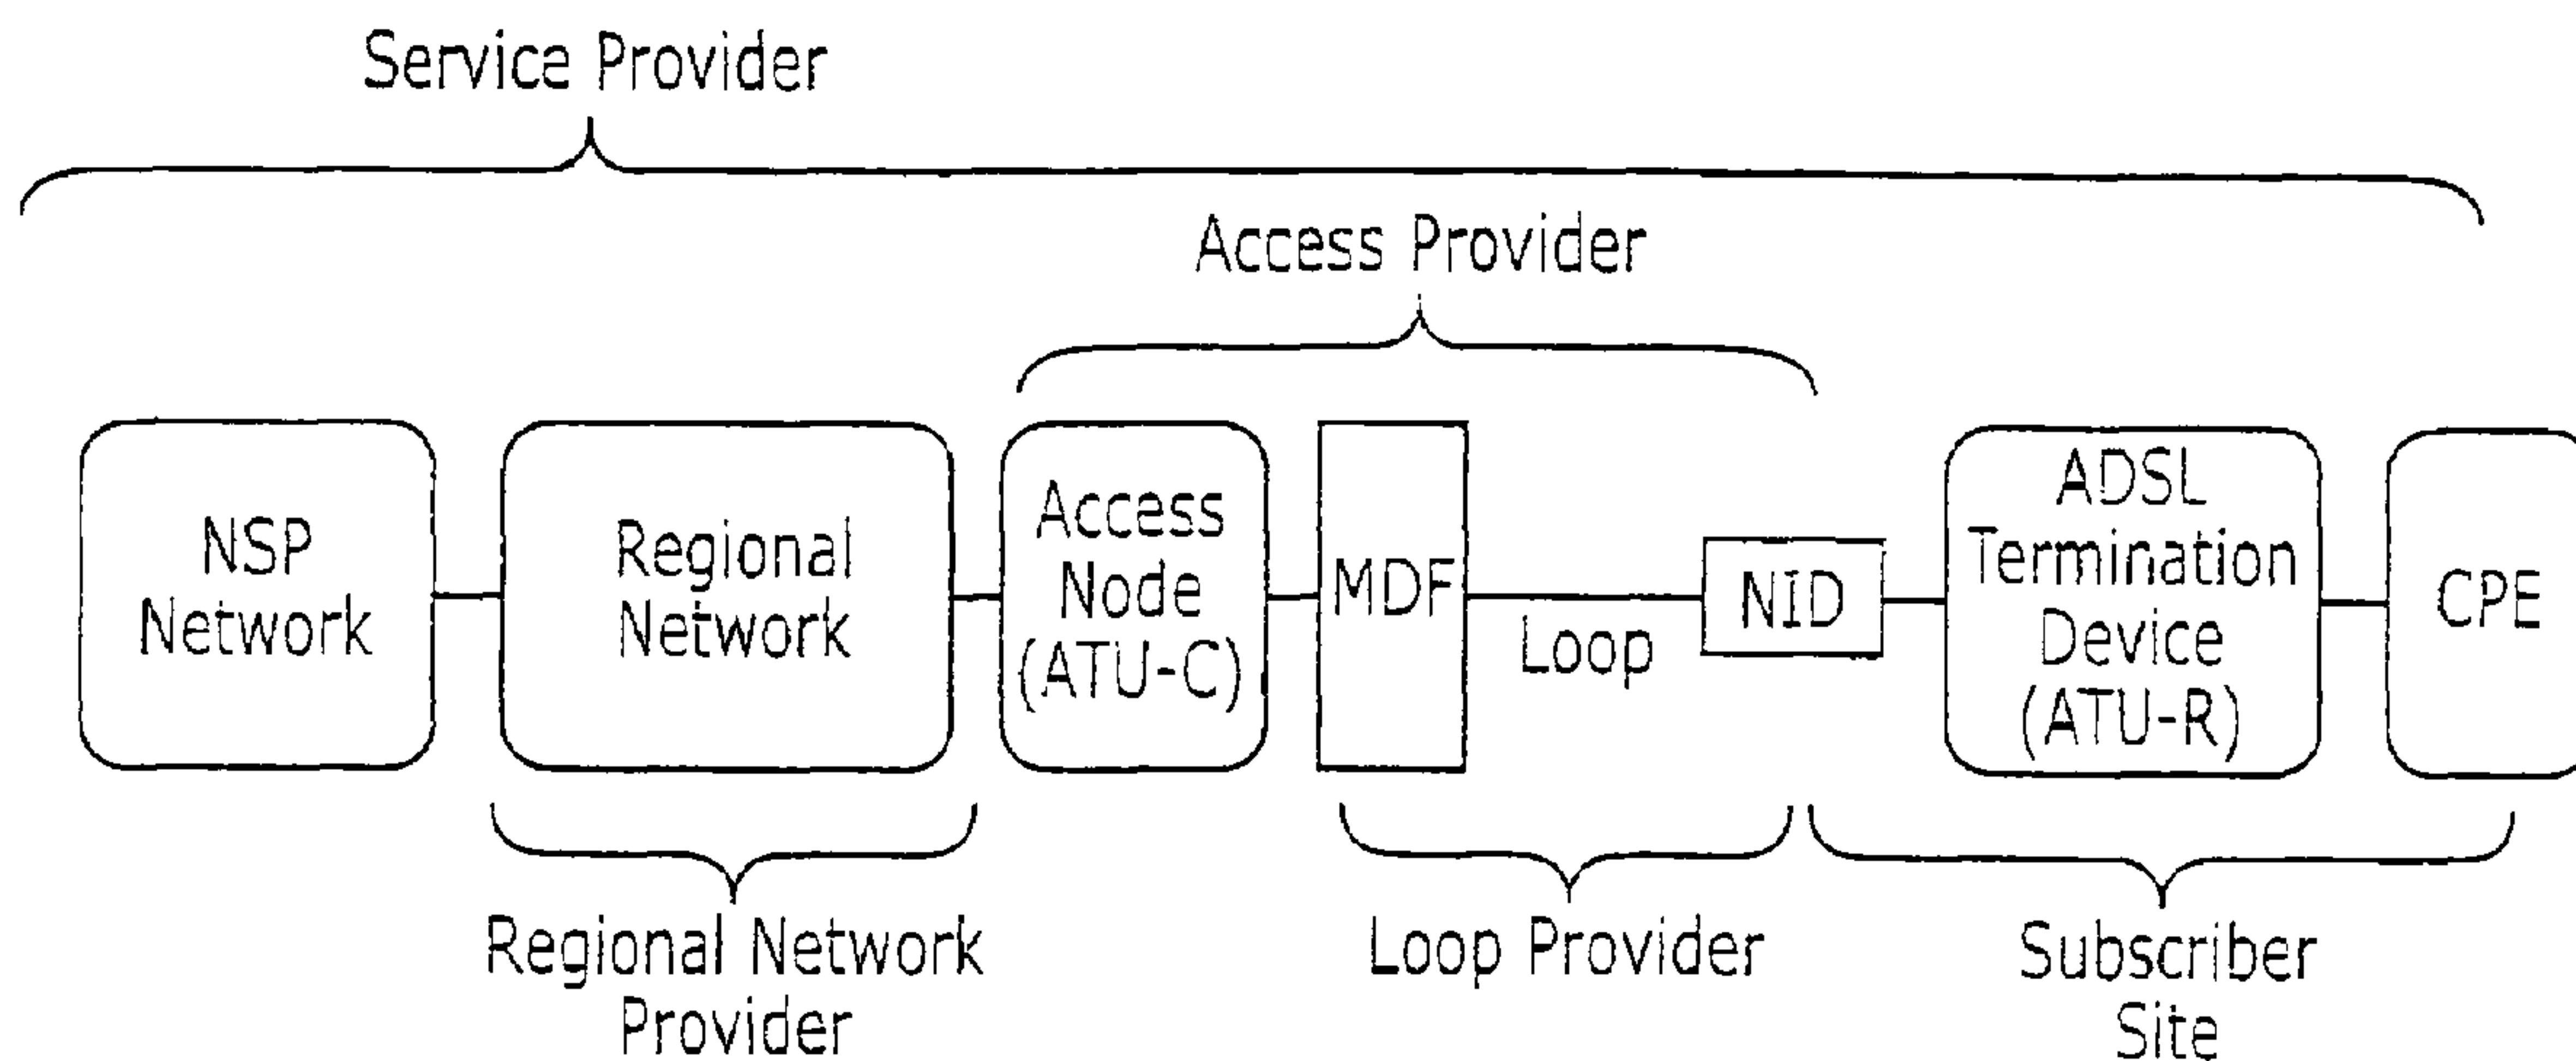 Service Provider
Access Provider
NSP
Network
Regional
Network
Access
Node
(ATU-C)
MDF
Loop
NID
ADSL
Termination
Device
(ATU-R)
CPE
Regional Network
Provider
Loop Provider
Subscriber
Site